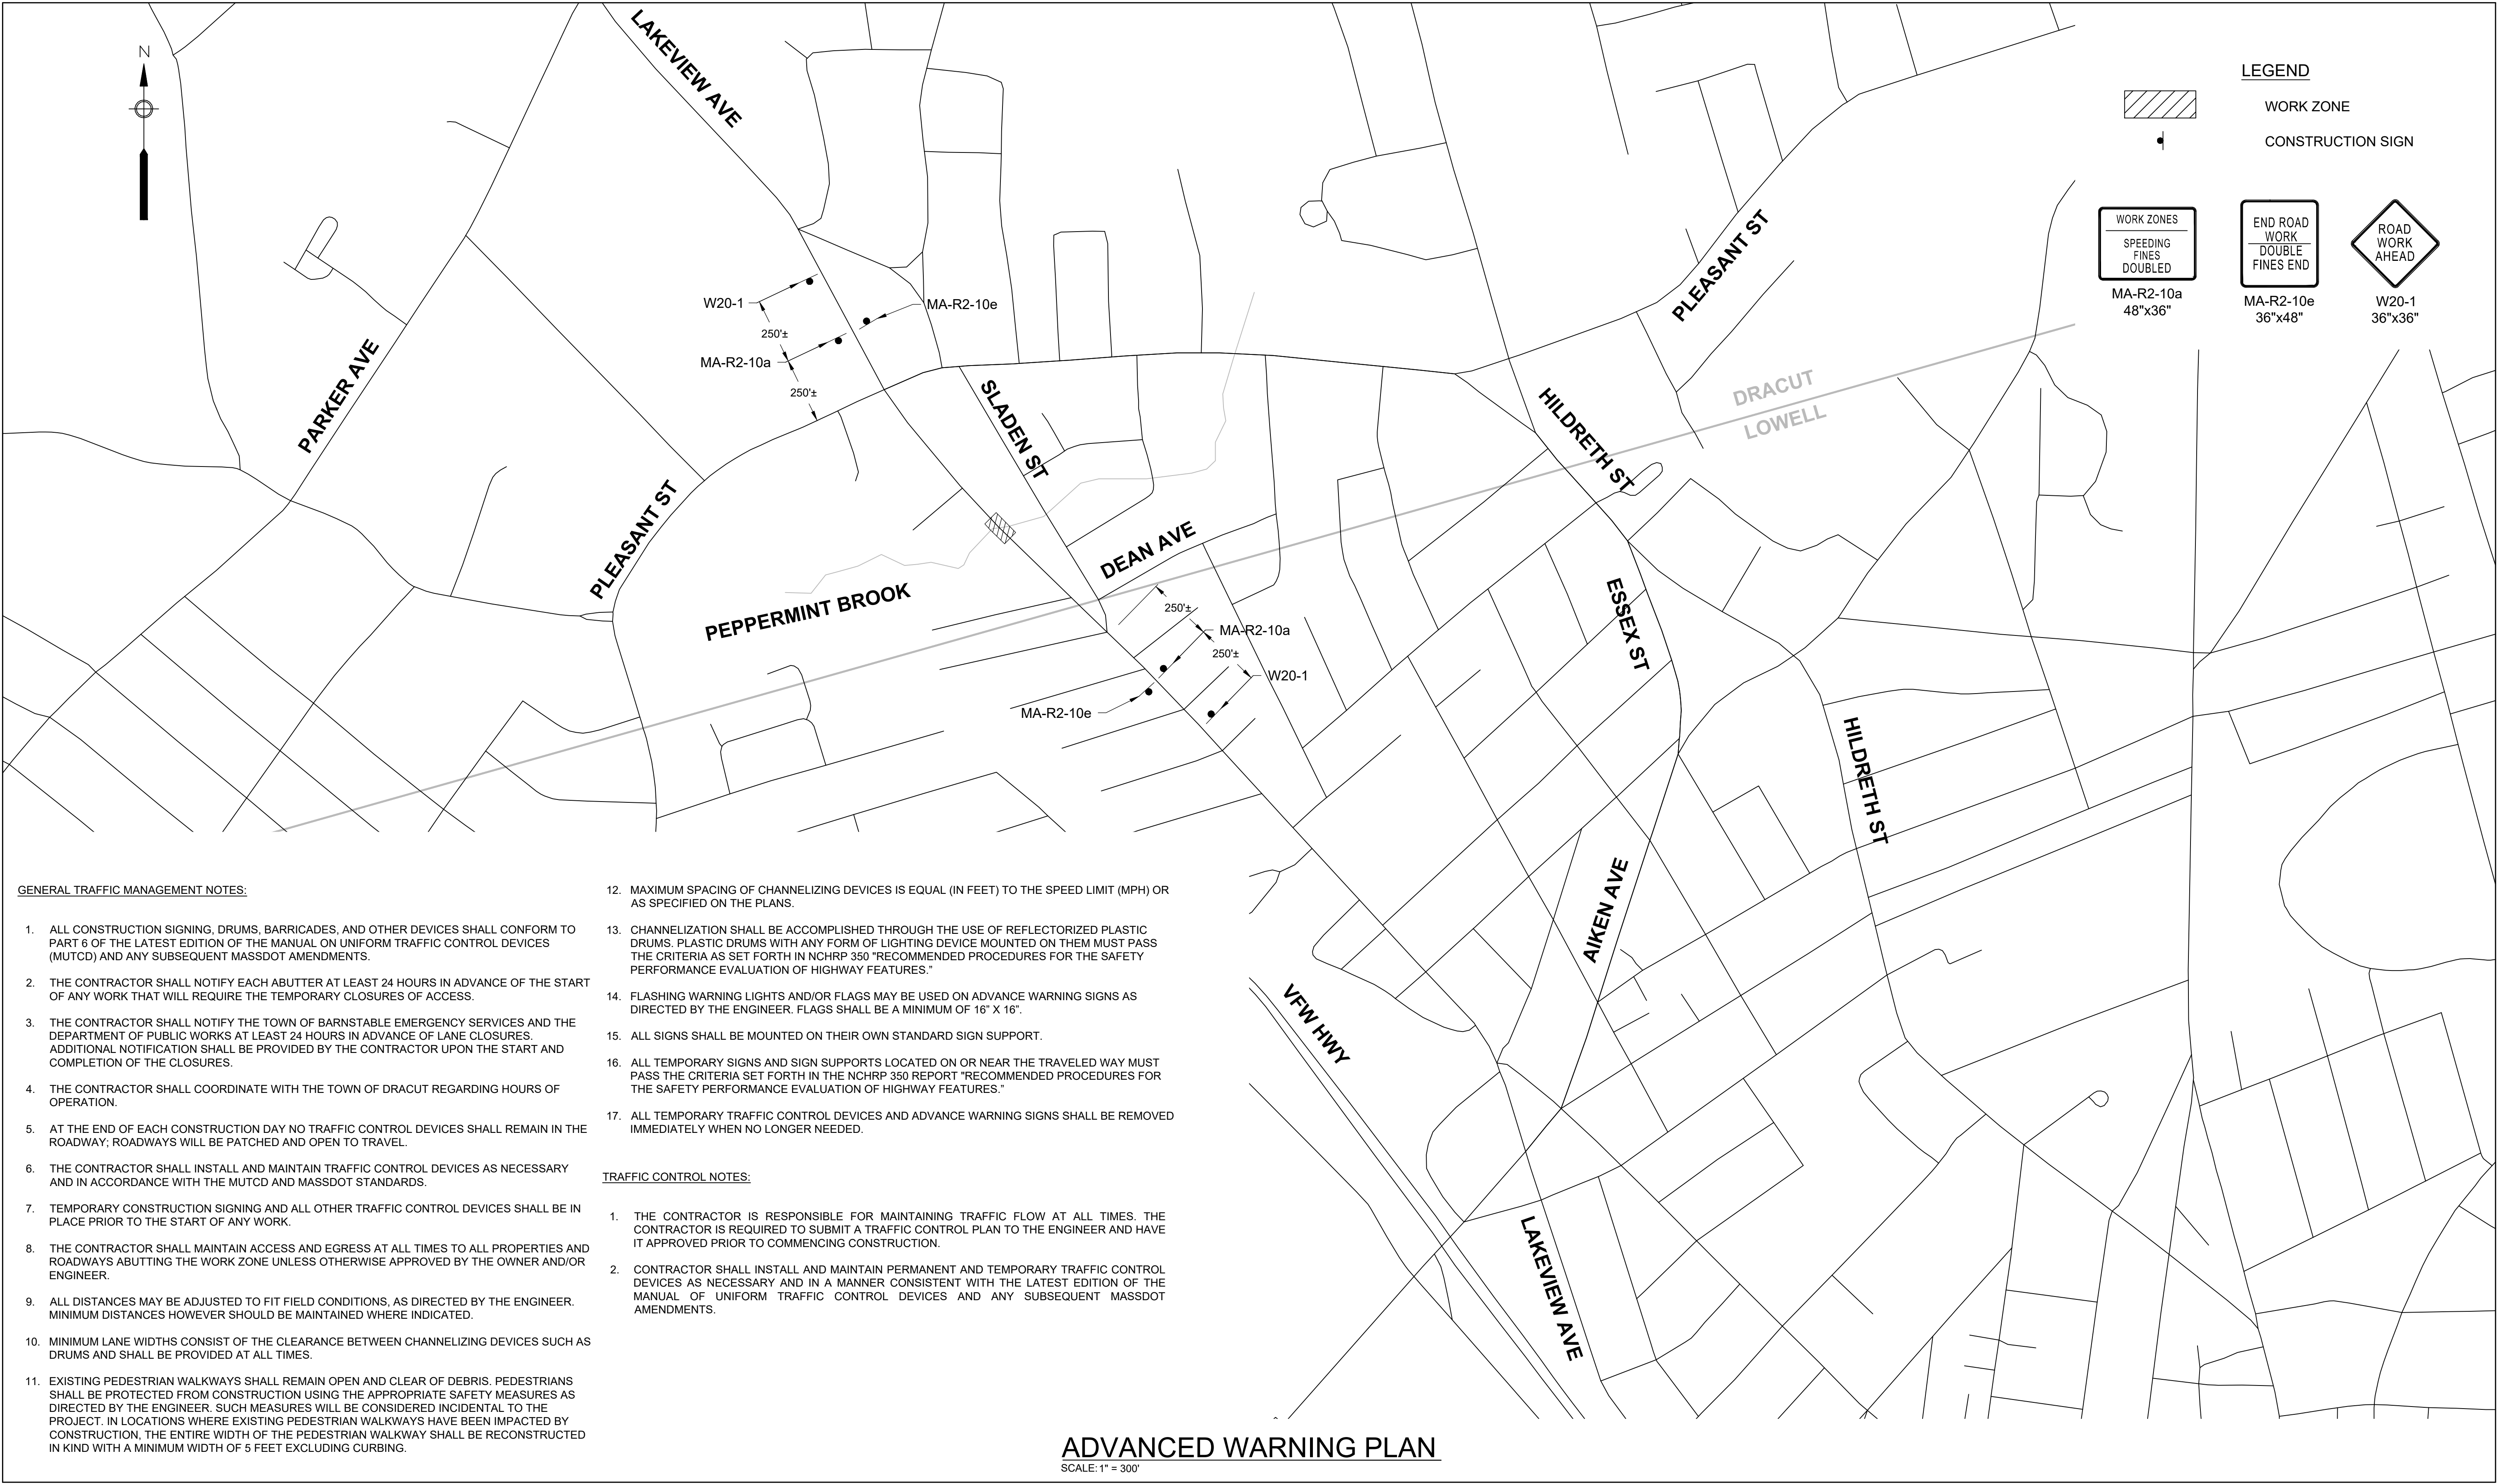 N
LAKEVIEW AVE
LEGEND
WORK ZONE
CONSTRUCTION SIGN
WORK ZONES
SPEEDING
FINES
DOUBLED
MA-R2-10a
48"x36"
END ROAD
WORK
DOUBLE
FINES END
MA-R2-10e
36"x48"
ROAD
WORK
AHEAD
W20-1
36"x36"
PLEASANT ST
W20-1
MA-R2-10e
250'±
MA-R2-10a
250'±
PARKER AVE
SLADEN ST
HILDRETH ST
DRACUT
LOWELL
PLEASANT ST
DEAN AVE
PEPPERMINT BROOK
250'±
MA-R2-10a
250'±
W20-1
MA-R2-10e
ESSEX ST
HILDRETH ST
AIKEN AVE
VFW HWY
LAKEVIEW AVE
GENERAL TRAFFIC MANAGEMENT NOTES:
1. ALL CONSTRUCTION SIGNING, DRUMS, BARRICADES, AND OTHER DEVICES SHALL CONFORM TO
PART 6 OF THE LATEST EDITION OF THE MANUAL ON UNIFORM TRAFFIC CONTROL DEVICES
(MUTCD) AND ANY SUBSEQUENT MASSDOT AMENDMENTS.
2. THE CONTRACTOR SHALL NOTIFY EACH ABUTTER AT LEAST 24 HOURS IN ADVANCE OF THE START
OF ANY WORK THAT WILL REQUIRE THE TEMPORARY CLOSURES OF ACCESS.
3. THE CONTRACTOR SHALL NOTIFY THE TOWN OF BARNSTABLE EMERGENCY SERVICES AND THE
DEPARTMENT OF PUBLIC WORKS AT LEAST 24 HOURS IN ADVANCE OF LANE CLOSURES.
ADDITIONAL NOTIFICATION SHALL BE PROVIDED BY THE CONTRACTOR UPON THE START AND
COMPLETION OF THE CLOSURES.
4. THE CONTRACTOR SHALL COORDINATE WITH THE TOWN OF DRACUT REGARDING HOURS OF
OPERATION.
5. AT THE END OF EACH CONSTRUCTION DAY NO TRAFFIC CONTROL DEVICES SHALL REMAIN IN THE
ROADWAY; ROADWAYS WILL BE PATCHED AND OPEN TO TRAVEL.
6. THE CONTRACTOR SHALL INSTALL AND MAINTAIN TRAFFIC CONTROL DEVICES AS NECESSARY
AND IN ACCORDANCE WITH THE MUTCD AND MASSDOT STANDARDS.
7. TEMPORARY CONSTRUCTION SIGNING AND ALL OTHER TRAFFIC CONTROL DEVICES SHALL BE IN
PLACE PRIOR TO THE START OF ANY WORK.
8. THE CONTRACTOR SHALL MAINTAIN ACCESS AND EGRESS AT ALL TIMES TO ALL PROPERTIES AND
ROADWAYS ABUTTING THE WORK ZONE UNLESS OTHERWISE APPROVED BY THE OWNER AND/OR
ENGINEER.
9. ALL DISTANCES MAY BE ADJUSTED TO FIT FIELD CONDITIONS, AS DIRECTED BY THE ENGINEER.
MINIMUM DISTANCES HOWEVER SHOULD BE MAINTAINED WHERE INDICATED.
10. MINIMUM LANE WIDTHS CONSIST OF THE CLEARANCE BETWEEN CHANNELIZING DEVICES SUCH AS
DRUMS AND SHALL BE PROVIDED AT ALL TIMES.
11. EXISTING PEDESTRIAN WALKWAYS SHALL REMAIN OPEN AND CLEAR OF DEBRIS. PEDESTRIANS
SHALL BE PROTECTED FROM CONSTRUCTION USING THE APPROPRIATE SAFETY MEASURES AS
DIRECTED BY THE ENGINEER. SUCH MEASURES WILL BE CONSIDERED INCIDENTAL TO THE
PROJECT. IN LOCATIONS WHERE EXISTING PEDESTRIAN WALKWAYS HAVE BEEN IMPACTED BY
CONSTRUCTION, THE ENTIRE WIDTH OF THE PEDESTRIAN WALKWAY SHALL BE RECONSTRUCTED
IN KIND WITH A MINIMUM WIDTH OF 5 FEET EXCLUDING CURBING.
12. MAXIMUM SPACING OF CHANNELIZING DEVICES IS EQUAL (IN FEET) TO THE SPEED LIMIT (MPH) OR
AS SPECIFIED ON THE PLANS.
13. CHANNELIZATION SHALL BE ACCOMPLISHED THROUGH THE USE OF REFLECTORIZED PLASTIC
DRUMS. PLASTIC DRUMS WITH ANY FORM OF LIGHTING DEVICE MOUNTED ON THEM MUST PASS
THE CRITERIA AS SET FORTH IN NCHRP 350 "RECOMMENDED PROCEDURES FOR THE SAFETY
PERFORMANCE EVALUATION OF HIGHWAY FEATURES.”
14. FLASHING WARNING LIGHTS AND/OR FLAGS MAY BE USED ON ADVANCE WARNING SIGNS AS
DIRECTED BY THE ENGINEER. FLAGS SHALL BE A MINIMUM OF 16” X 16”.
15. ALL SIGNS SHALL BE MOUNTED ON THEIR OWN STANDARD SIGN SUPPORT.
16. ALL TEMPORARY SIGNS AND SIGN SUPPORTS LOCATED ON OR NEAR THE TRAVELED WAY MUST
PASS THE CRITERIA SET FORTH IN THE NCHRP 350 REPORT "RECOMMENDED PROCEDURES FOR
THE SAFETY PERFORMANCE EVALUATION OF HIGHWAY FEATURES.”
17. ALL TEMPORARY TRAFFIC CONTROL DEVICES AND ADVANCE WARNING SIGNS SHALL BE REMOVED
IMMEDIATELY WHEN NO LONGER NEEDED.
TRAFFIC CONTROL NOTES:
1. THE CONTRACTOR IS RESPONSIBLE FOR MAINTAINING TRAFFIC FLOW AT ALL TIMES. THE
CONTRACTOR IS REQUIRED TO SUBMIT A TRAFFIC CONTROL PLAN TO THE ENGINEER AND HAVE
IT APPROVED PRIOR TO COMMENCING CONSTRUCTION.
2. CONTRACTOR SHALL INSTALL AND MAINTAIN PERMANENT AND TEMPORARY TRAFFIC CONTROL
DEVICES AS NECESSARY AND IN A MANNER CONSISTENT WITH THE LATEST EDITION OF THE
MANUAL OF UNIFORM TRAFFIC CONTROL DEVICES AND ANY SUBSEQUENT MASSDOT
AMENDMENTS.
ADVANCED WARNING PLAN
SCALE: 1" = 300'